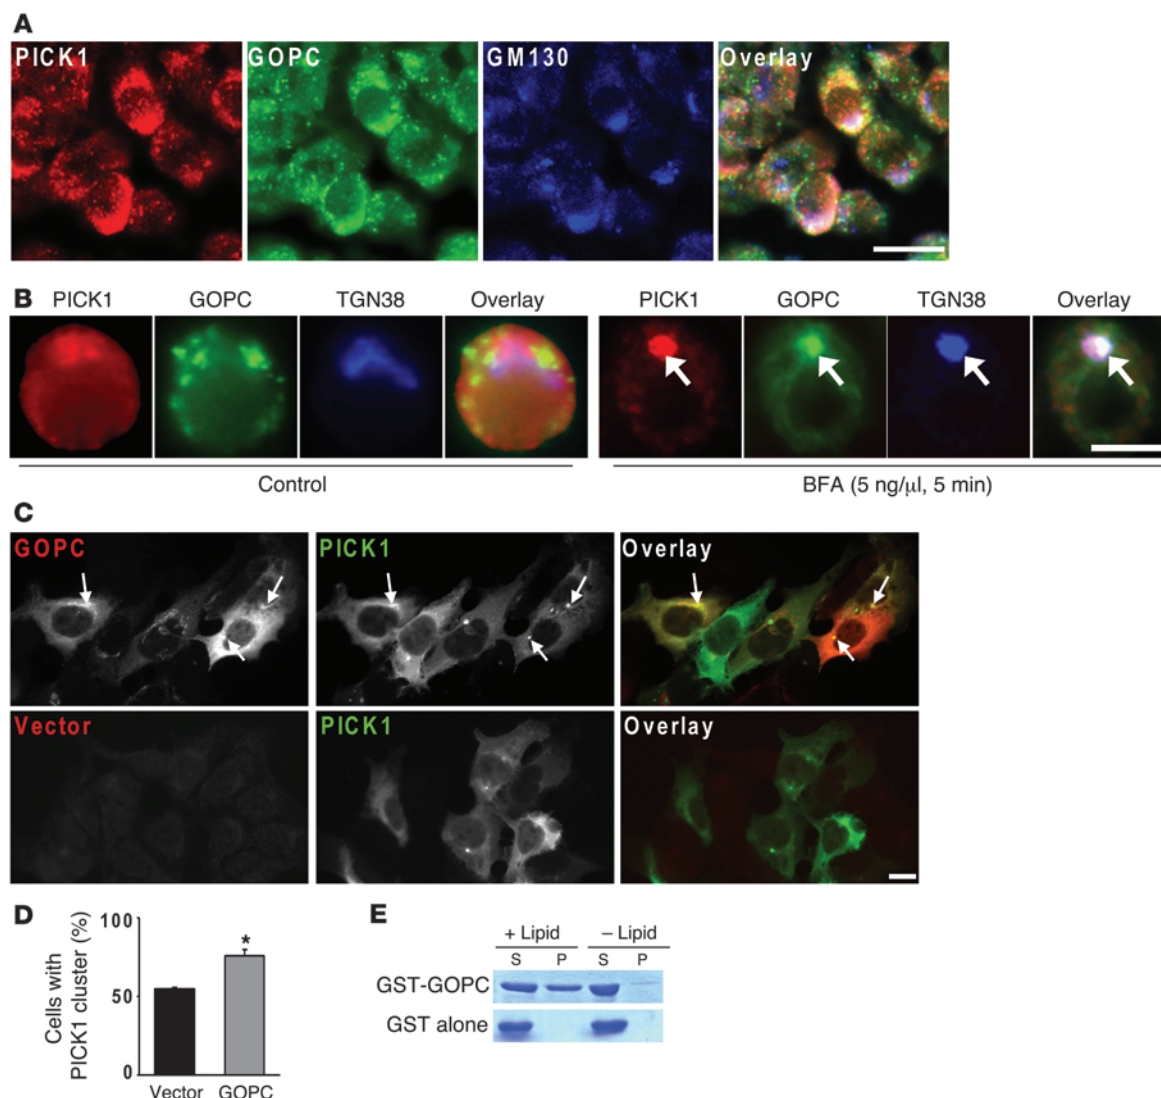 A
PICK1 GOPC GM130 Overlay
B PICK1 GOPC TGN38 Overlay PICK1 GOPC TGN38 Overlay
Control BFA (5 ng/μl, 5 min)
C
GOPC PICK1 Overlay
Vector PICK1 Overlay
D
100
50
0
Cells with
PICK1 cluster (%)
*
Vector GOPC
E
+ Lipid – Lipid
S P S P
GST-GOPC
GST alone